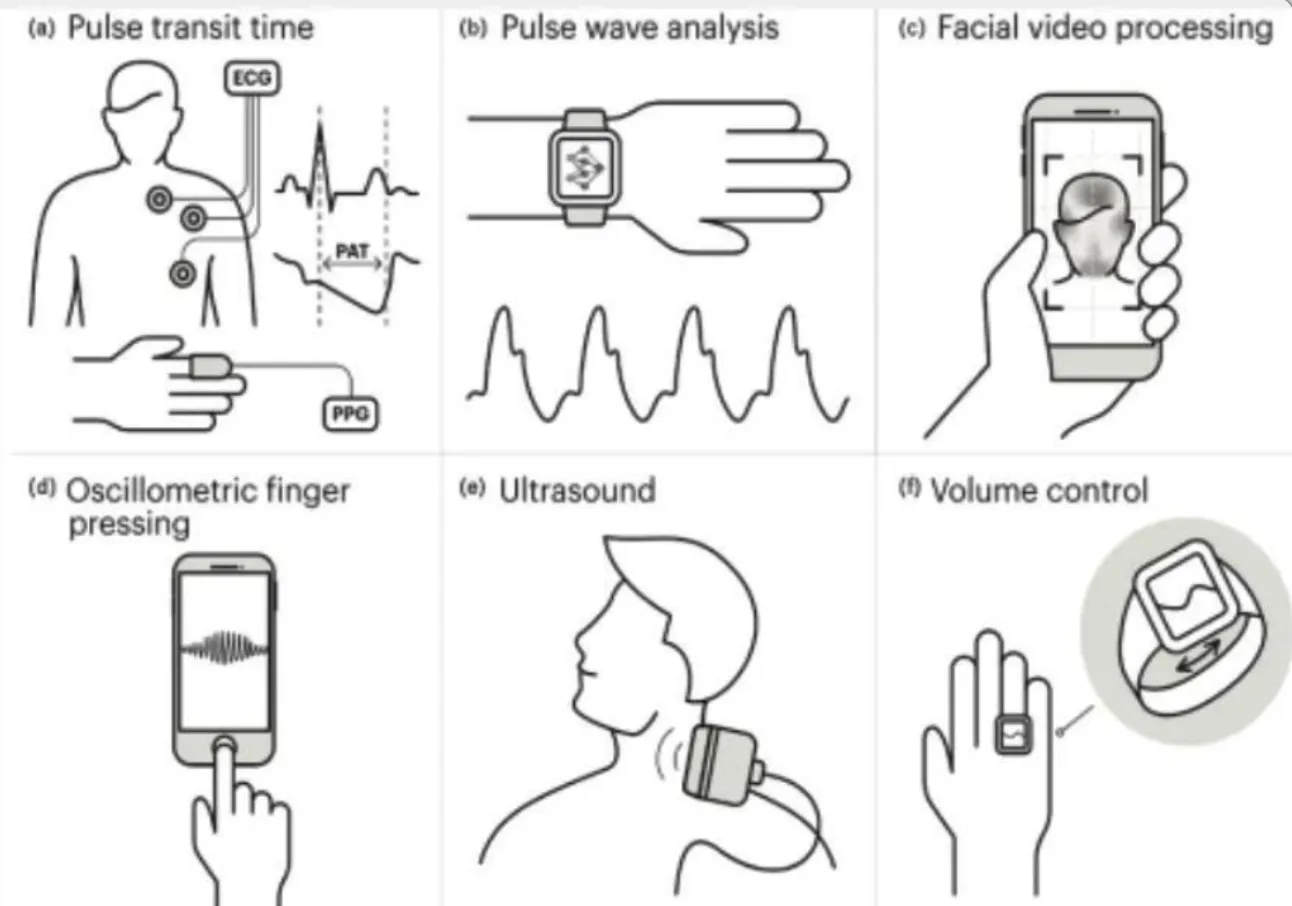 (a) Pulse transit time
ECG
PAT
PPG
(b) Pulse wave analysis
(c) Facial video processing
(d) Oscillometric finger
pressing
(e) Ultrasound
(f) Volume control